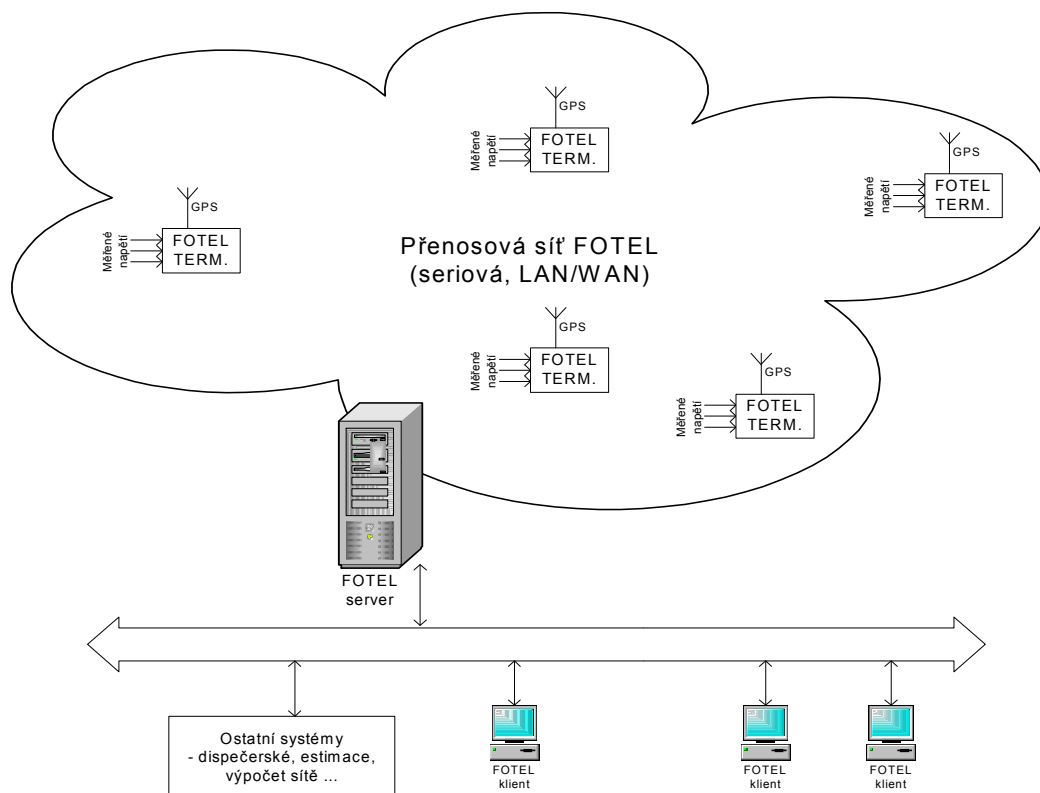 GPS
Měřené
napětí
FOTEL
TERM.
GPS
Měřené
napětí
FOTEL
TERM.
GPS
Měřené
napětí
FOTEL
TERM.
Přenosová síť FOTEL
(seriová, LAN/WAN)
GPS
Měřené
napětí
FOTEL
TERM.
GPS
Měřené
napětí
FOTEL
TERM.
FOTEL
server
Ostatní systémy
- dispečerské, estimace,
výpočet sítě ...
FOTEL
klient
FOTEL
klient
FOTEL
klient